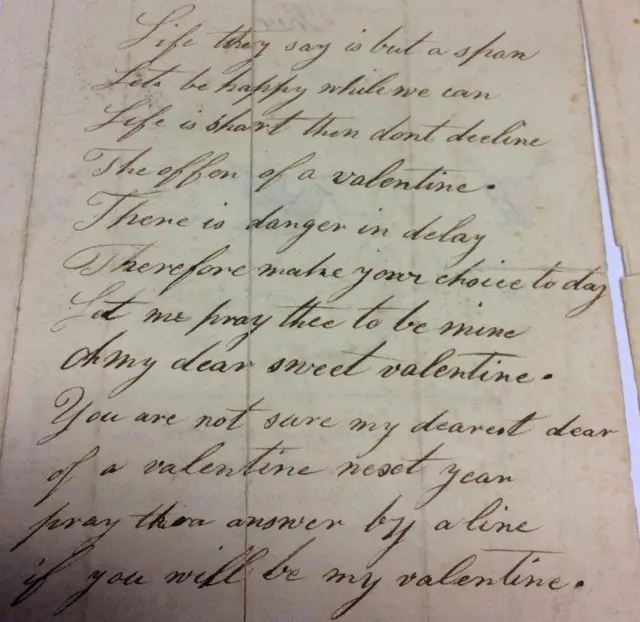 Life they say is but a span
Lets be happy while we can
Life is short then dont decline
The offer of a valentine.
There is danger in delay
Therefore make your choice to day
Let me pray thee to be mine
Oh my dear sweet valentine.
You are not sure my dearest dear
of a valentine next year
pray then answer by a line
if you will be my valentine.